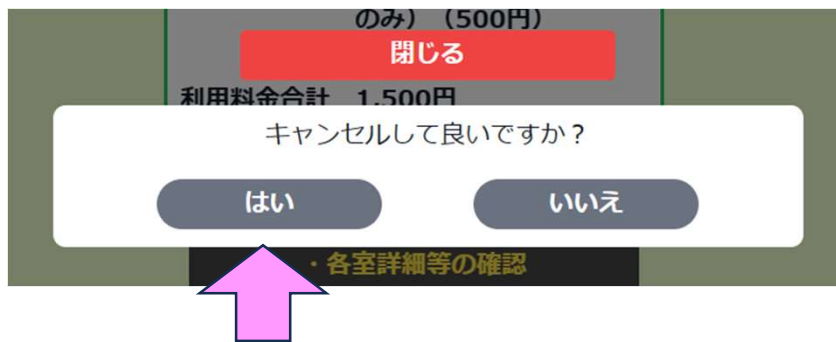 のみ）（500円）
閉じる
利用料金合計　1,500円
キャンセルして良いですか？
はい
いいえ
・各室詳細等の確認